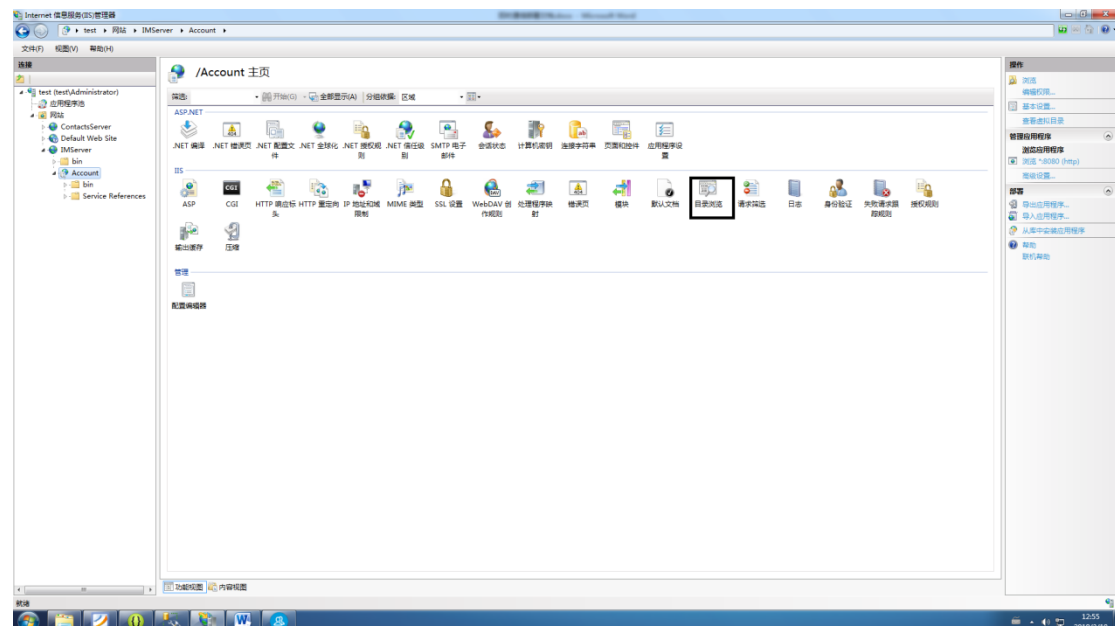 Internet 信息服务(IIS)管理器
test 网站 IMServer Account
文件(F) 视图(V) 帮助(H)
连接
test (test\Administrator)
应用程序池
网站
ContactsServer
Default Web Site
IMServer
bin
Account
bin
Service References
/Account 主页
筛选: 开始(G) 全部显示(A) 分组依据: 区域
ASP.NET
.NET 编译 .NET 错误页 .NET 配置文件 .NET 全球化 .NET 授权规则 .NET 信任级别 SMTP 电子邮件 会话状态 计算机密钥 连接字符串 页面和控件 应用程序设置
IIS
CGI
DAV
ASP CGI HTTP 响应标头 HTTP 重定向 IP 地址和域限制 MIME 类型 SSL 设置 WebDAV 创作规则 处理程序映射 错误页 模块 默认文档 目录浏览 请求筛选 日志 身份验证 失败请求跟踪规则 授权规则
输出缓存 压缩
管理
配置编辑器
功能视图 内容视图
操作
浏览
编辑权限...
基本设置...
查看虚拟目录
管理应用程序
浏览应用程序
浏览 *:8080 (http)
高级设置...
部署
导出应用程序...
导入应用程序...
从库中安装应用程序
帮助
联机帮助
就绪
12:55